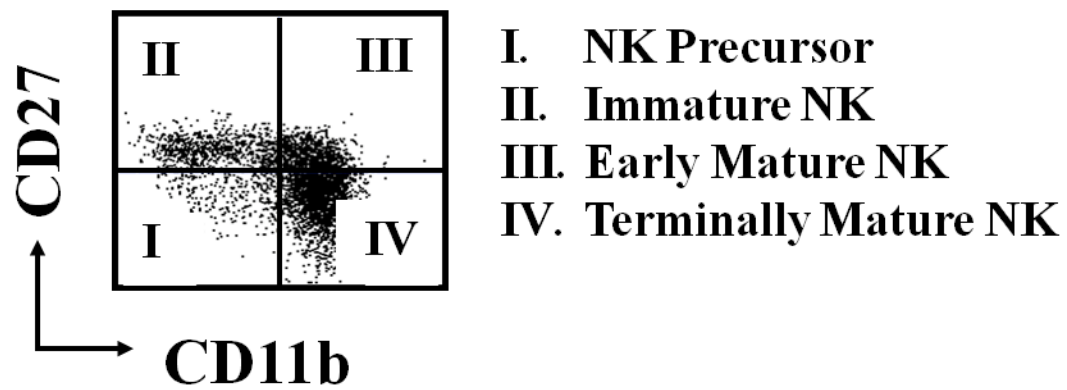 CD27
II
III
I
IV
CD11b
I. NK Precursor
II. Immature NK
III. Early Mature NK
IV. Terminally Mature NK